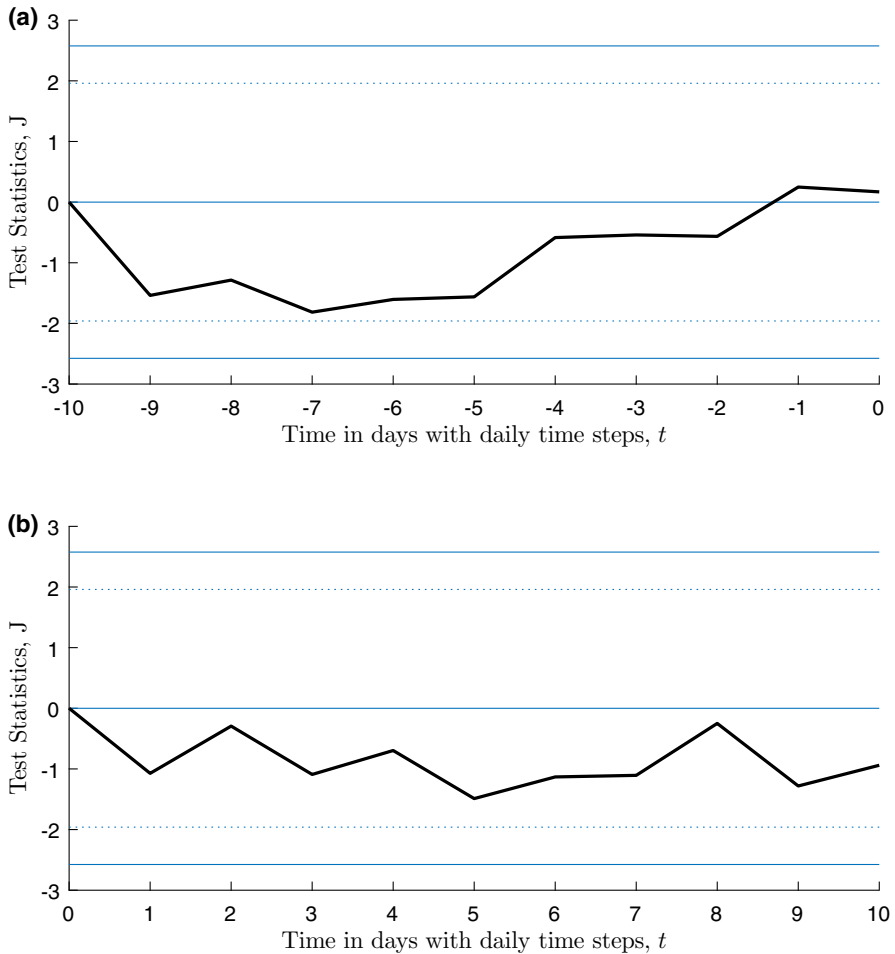 (a)
3
2
1
0
-1
-2
-3
Test Statistics, J
-10 -9 -8 -7 -6 -5 -4 -3 -2 -1 0
Time in days with daily time steps, t
(b)
3
2
1
0
-1
-2
-3
Test Statistics, J
0 1 2 3 4 5 6 7 8 9 10
Time in days with daily time steps, t